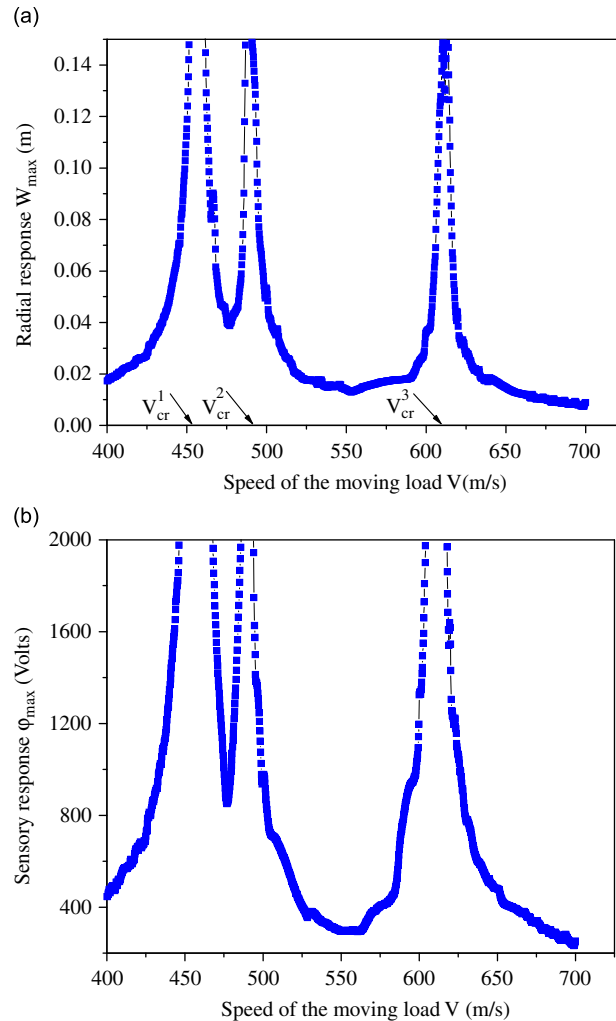 (a)
0.14
0.12
0.10
0.08
0.06
0.04
0.02
0.00
Radial response W_max (m)
V_cr^1
V_cr^2
V_cr^3
400 450 500 550 600 650 700
Speed of the moving load V(m/s)
(b)
2000
1600
1200
800
400
Sensory response φ_max (Volts)
400 450 500 550 600 650 700
Speed of the moving load V (m/s)